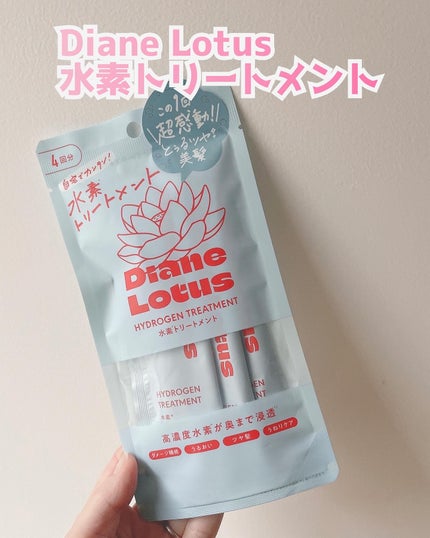 Diane Lotus
水素トリートメント
この1回
超感動!!
とぅるツヤ
美髪
4回分
自宅でカンタン!
水素
トリートメント
Diane
Lotus
HYDROGEN TREATMENT
水素トリートメント
HYDROGEN
TREATMENT
高濃度水素が奥まで浸透
ダメージ補修
うるおい
ツヤ髪
うねりケア